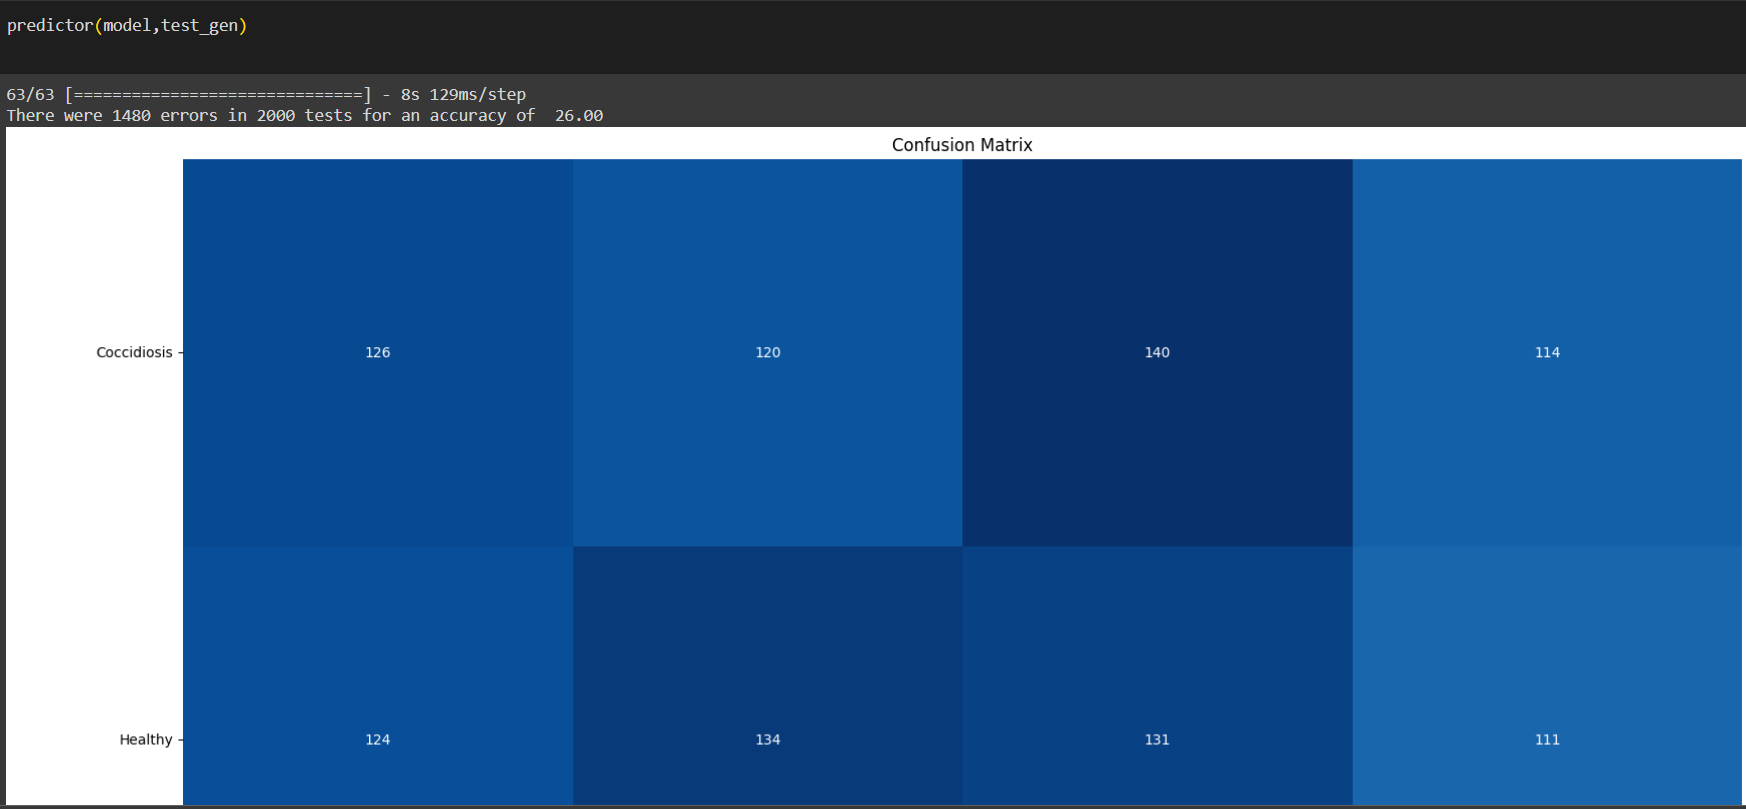 predictor(model,test_gen)
63/63 [==============================] - 8s 129ms/step
There were 1480 errors in 2000 tests for an accuracy of  26.00
Confusion Matrix
Coccidiosis 126 120 140 114
Healthy 124 134 131 111